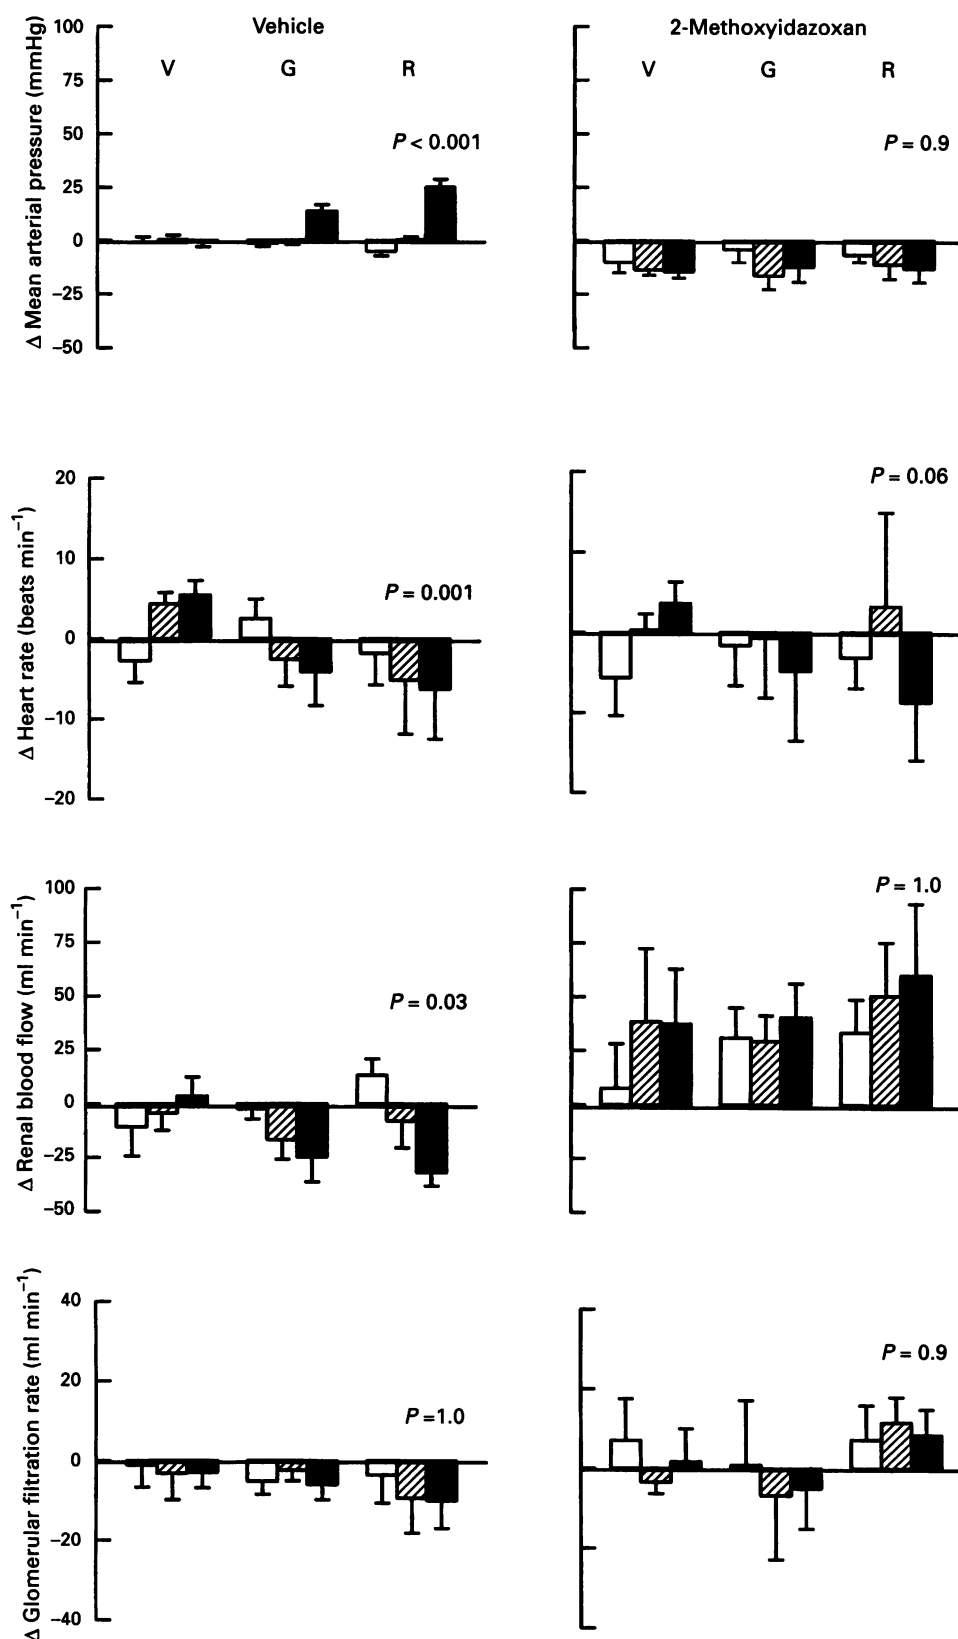 Vehicle
2-Methoxyidazoxan
Δ Mean arterial pressure (mmHg)
100
75
50
25
0
−25
−50
V G R
P < 0.001
V G R
P = 0.9
Δ Heart rate (beats min⁻¹)
20
10
0
−10
−20
P = 0.001
P = 0.06
Δ Renal blood flow (ml min⁻¹)
100
75
50
25
0
−25
−50
P = 0.03
P = 1.0
Δ Glomerular filtration rate (ml min⁻¹)
40
20
0
−20
−40
P =1.0
P = 0.9